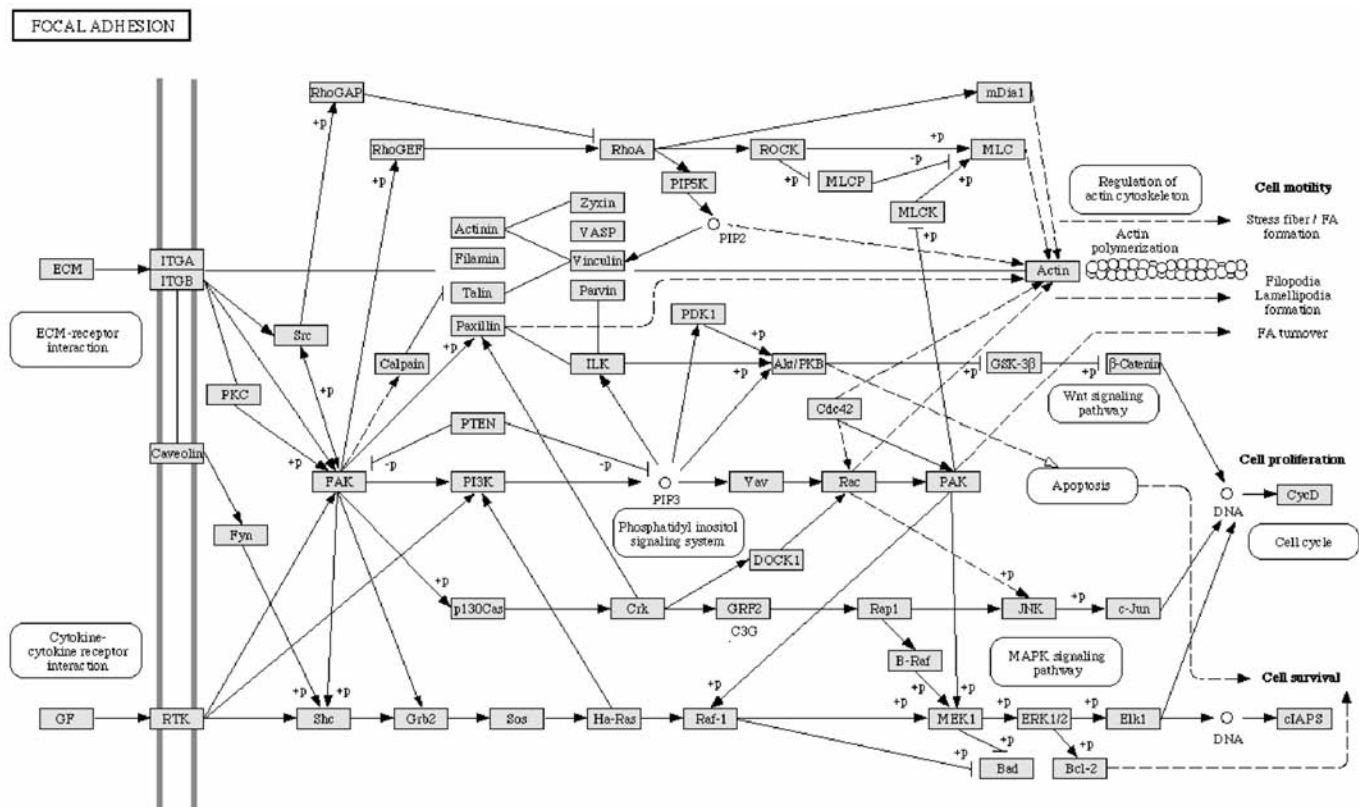 FOCAL ADHESION
RhoGAP
mDia1
+p
+p
RhoGEF
RhoA
ROCK
MLC
-p
+p
MLCP
+p
+p
PIP5K
MLCK
+p
PIP2
Regulation of
actin cytoskeleton
Cell motility
Stress fiber / FA
formation
Zyxin
Actinin
VASP
Filamin
Vinculin
Talin
Parvin
Actin
polymerization
Actin
Filopodia
Lamellipodia
formation
FA turnover
ECM
ITGA
ITGB
ECM-receptor
interaction
Src
Paxillin
+p
PDK1
+p
Calpain
ILK
Akt/PKB
+p
GSK-3β
+p
+p
β-Catenin
Wnt signaling
pathway
PKC
+p
Cdc42
PTEN
+p
-p
-p
Caveolin
FAK
PI3K
PIP3
Vav
Rac
PAK
Apoptosis
Cell proliferation
DNA
CycD
Cell cycle
Phosphatidyl inositol
signaling system
Fyn
DOCK1
+p
+p
p130Cas
Crk
GRF2
C3G
Rap1
JNK
+p
c-Jun
Cytokine-
cytokine receptor
interaction
B-Raf
MAPK signaling
pathway
Cell survival
+p
+p
+p
+p
+p
+p
+p
+p
GF
RTK
Shc
Grb2
Sos
Ha-Ras
Raf-1
MEK1
ERK1/2
Elk1
DNA
cIAPS
+p
+p
+p
Bad
Bcl-2